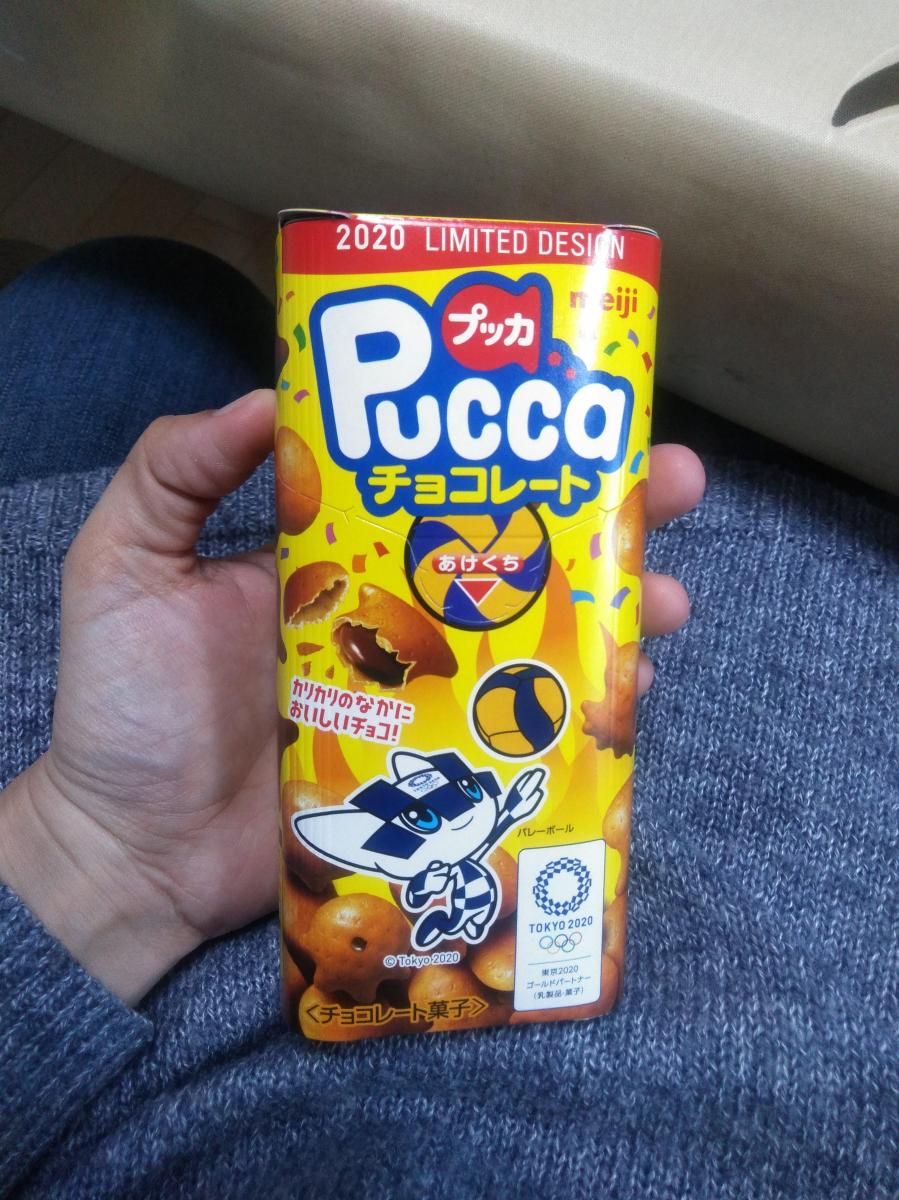 2020 LIMITED DESIGN
meiji
プッカ
Pucca
チョコレート
あけくち
カリカリのなかに
おいしいチョコ!
バレーボール
TOKYO 2020
東京2020
ゴールドパートナー
(乳製品・菓子)
© Tokyo 2020
<チョコレート菓子>